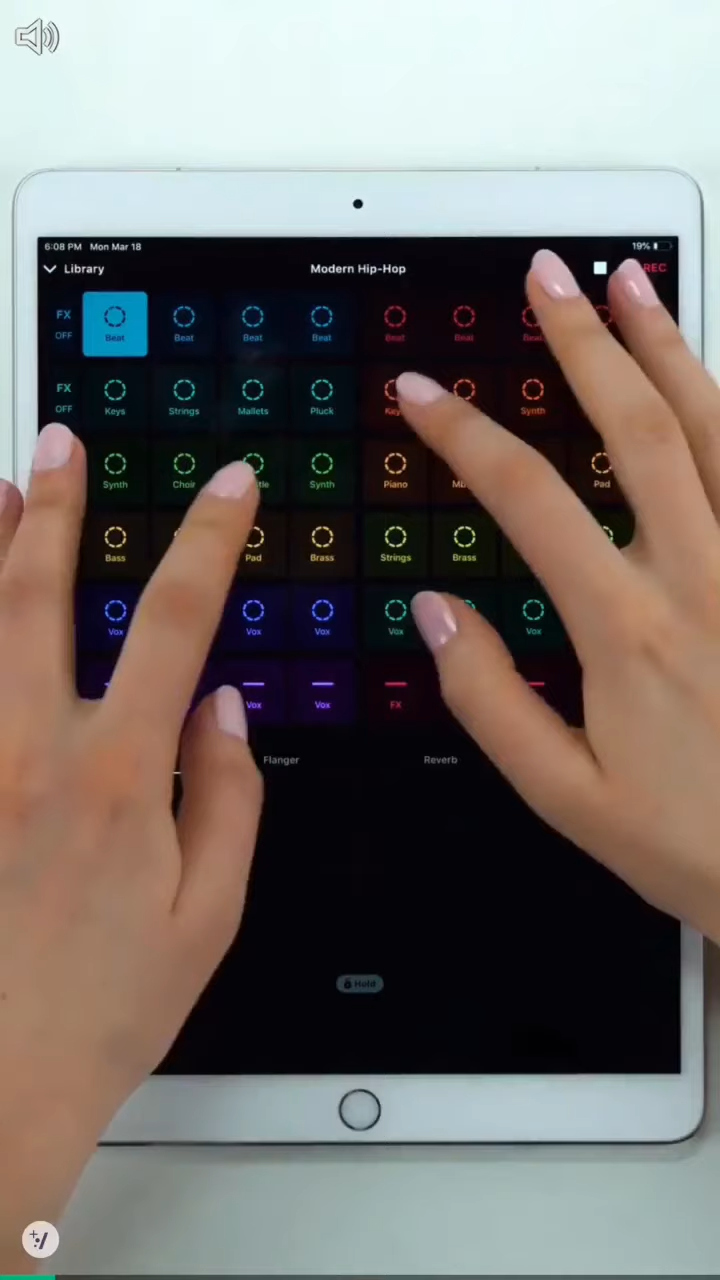 6:08 PM Mon Mar 18 19%
Library Modern Hip-Hop REC
FX OFF Beat Beat Beat Beat Beat Beat
FX OFF Keys Strings Mallets Pluck Synth
Synth Choir Synth Piano Pad
Bass Pad Brass Strings Brass
Vox Vox Vox Vox Vox
Vox Vox FX
Flanger Reverb
Hold